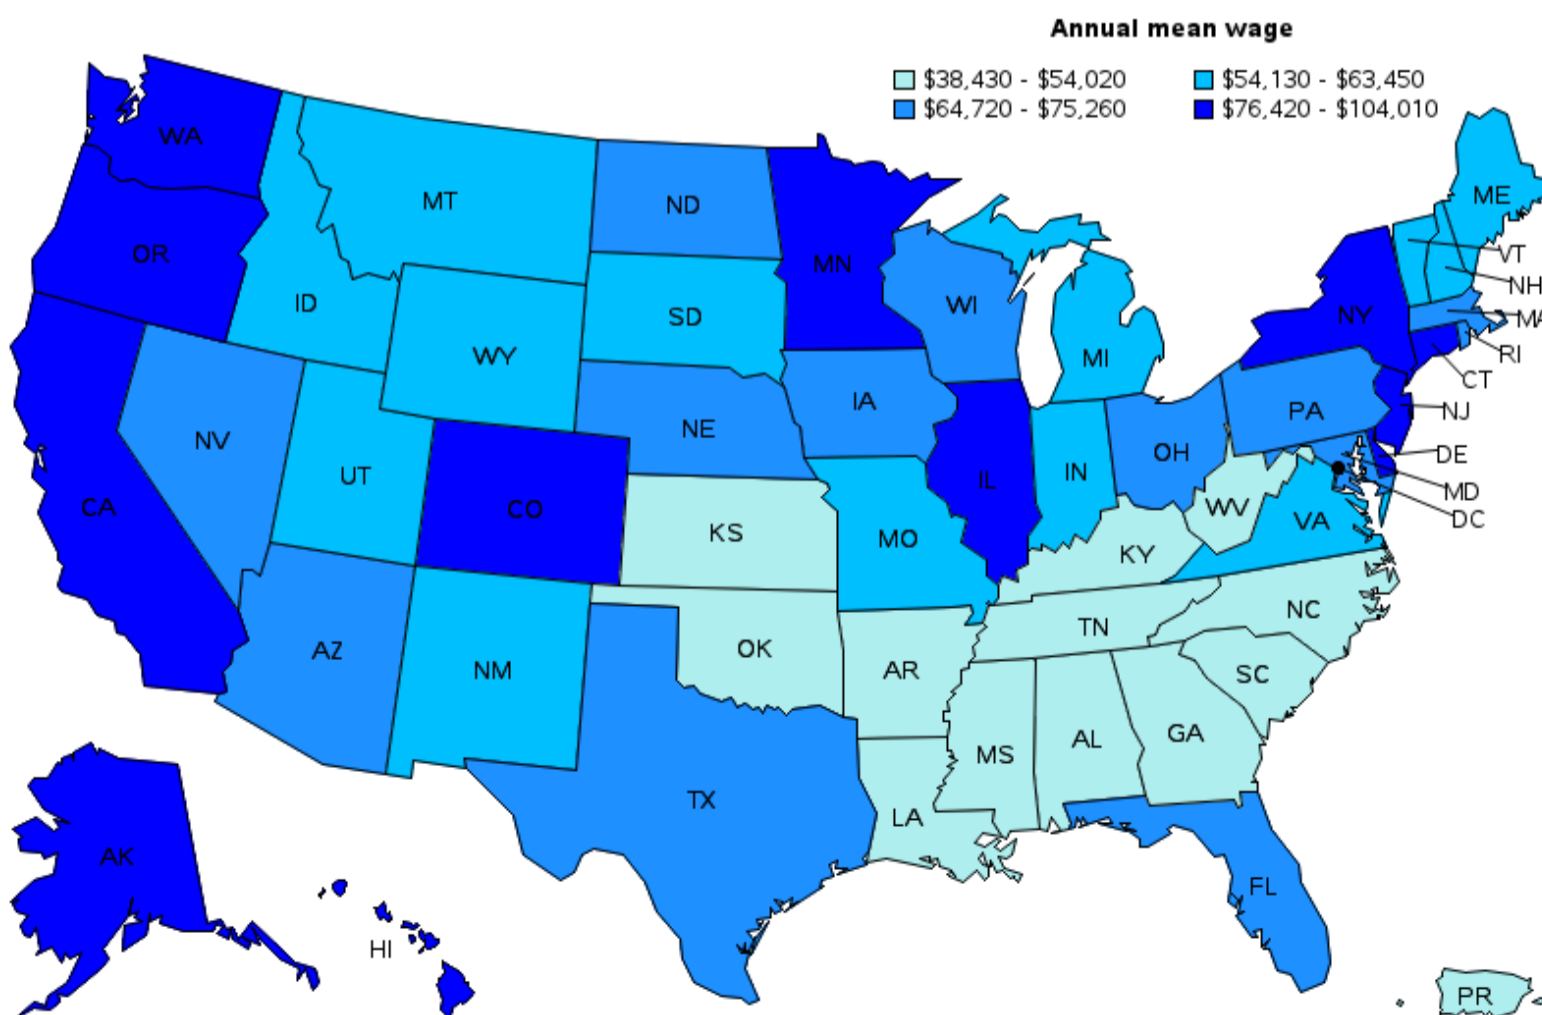 Annual mean wage
$38,430 - $54,020
$54,130 - $63,450
$64,720 - $75,260
$76,420 - $104,010
WA
MT
ND
ME
OR
MN
VT
ID
SD
WI
NH
NY
MA
WY
MI
RI
CT
IA
PA
NJ
NV
NE
OH
DE
UT
IN
IL
MD
CA
CO
WV
DC
KS
MO
VA
KY
NC
AZ
OK
TN
NM
AR
SC
GA
AL
MS
TX
LA
AK
FL
HI
PR